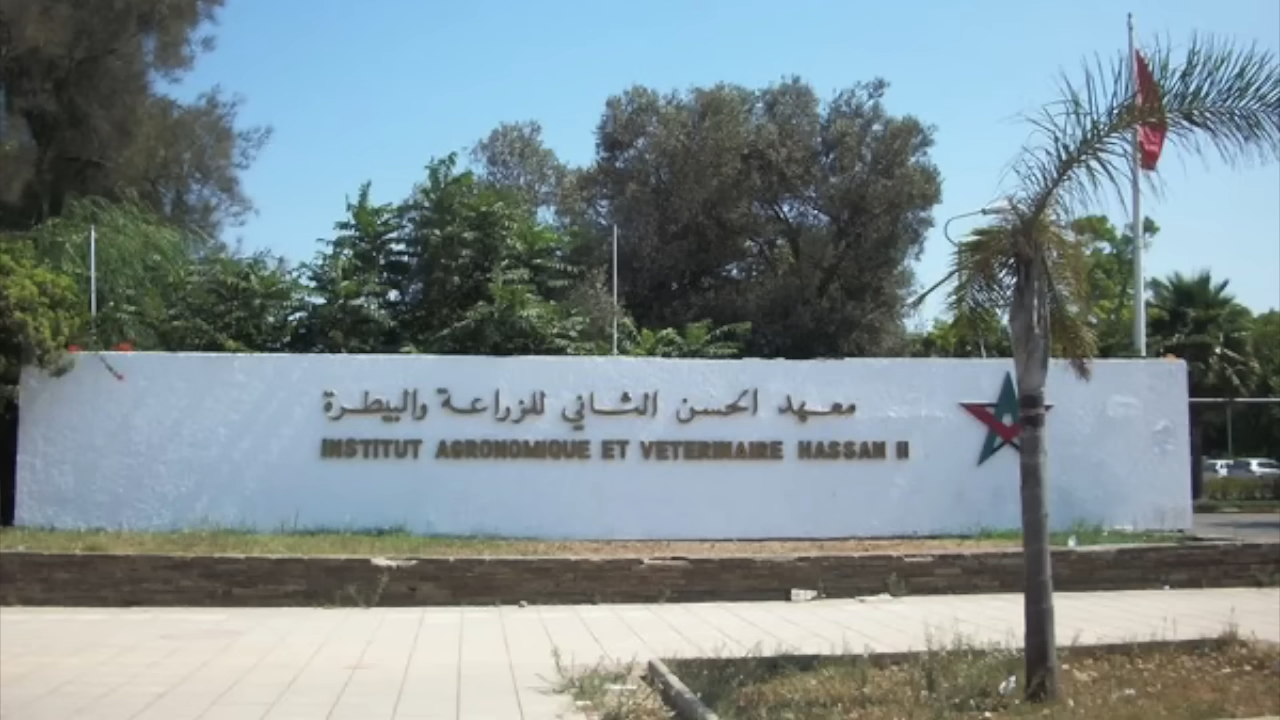 معهد الحسن الثاني للزراعة والبيطرة
INSTITUT AGRONOMIQUE ET VETERINAIRE HASSAN II